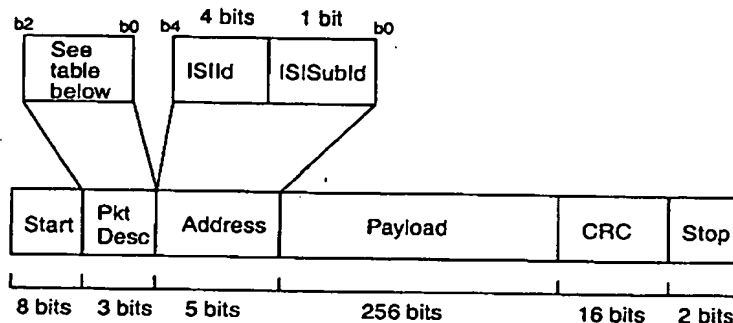 4 bits 1 bit
b2 b0 b4 b0
See
table
below
ISIId ISISubId
Start Pkt
Desc Address Payload CRC Stop
8 bits 3 bits 5 bits 256 bits 16 bits 2 bits